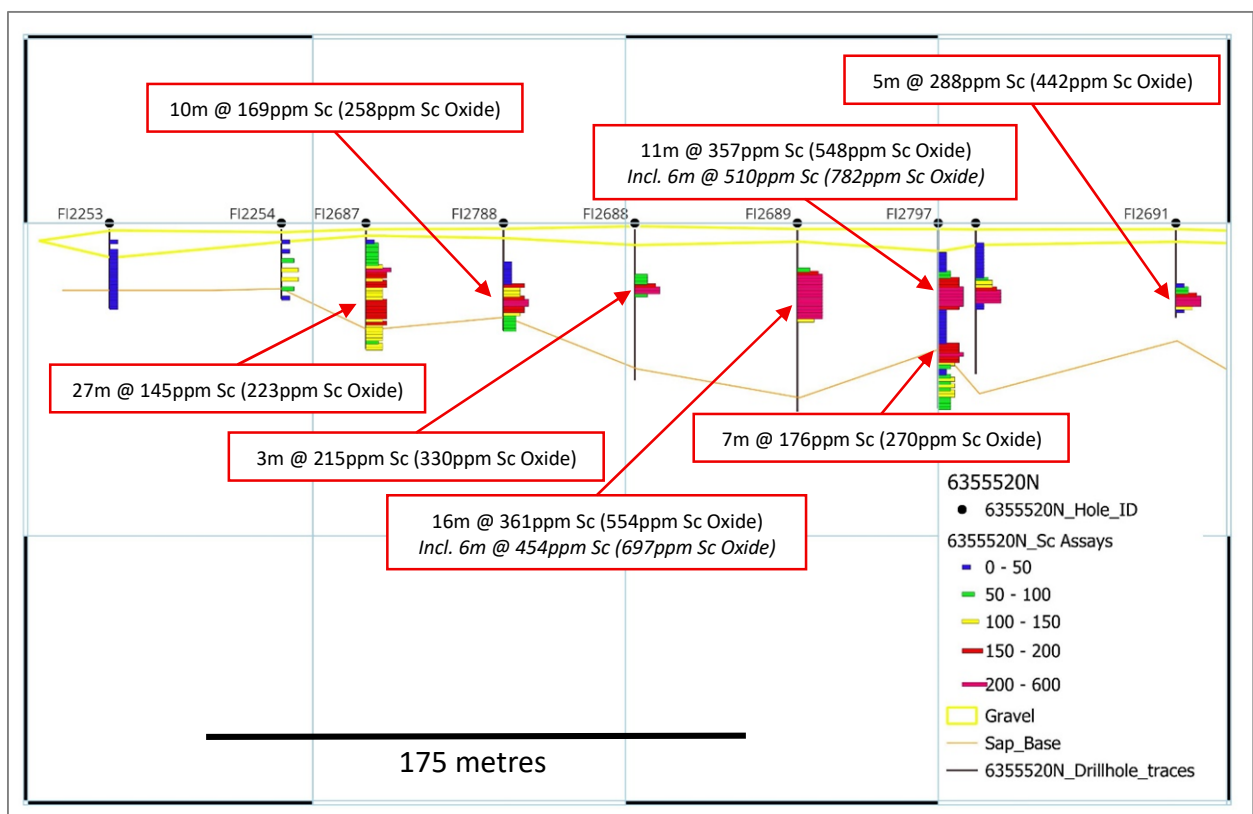 5m @ 288ppm Sc (442ppm Sc Oxide)
10m @ 169ppm Sc (258ppm Sc Oxide)
11m @ 357ppm Sc (548ppm Sc Oxide)
Incl. 6m @ 510ppm Sc (782ppm Sc Oxide)
FI2253
FI2254
FI2687
FI2788
FI2688
FI2689
FI2797
FI2691
27m @ 145ppm Sc (223ppm Sc Oxide)
3m @ 215ppm Sc (330ppm Sc Oxide)
7m @ 176ppm Sc (270ppm Sc Oxide)
16m @ 361ppm Sc (554ppm Sc Oxide)
Incl. 6m @ 454ppm Sc (697ppm Sc Oxide)
6355520N
6355520N_Hole_ID
6355520N_Sc Assays
0 - 50
50 - 100
100 - 150
150 - 200
200 - 600
Gravel
Sap_Base
6355520N_Drillhole_traces
175 metres